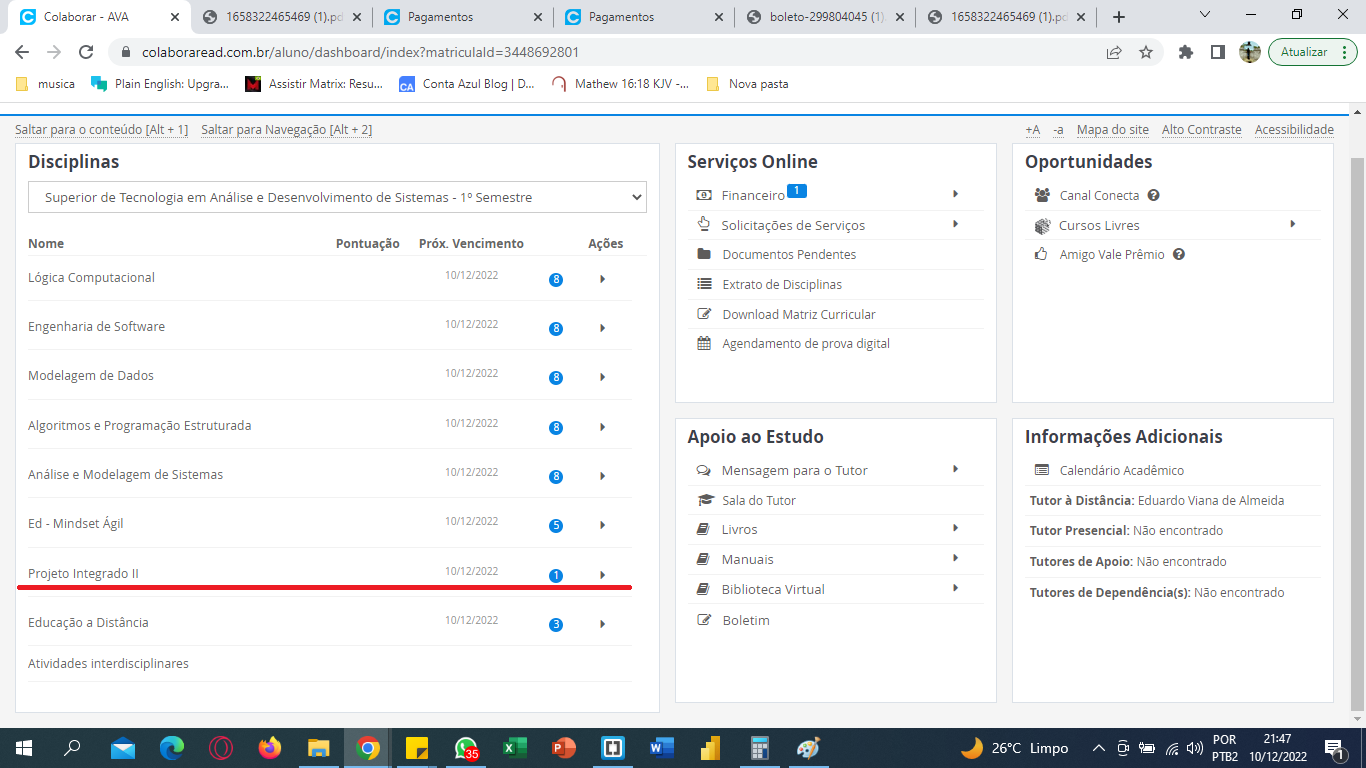 Colaborar - AVA
1658322465469 (1).pd
Pagamentos
Pagamentos
boleto-299804045 (1).
1658322465469 (1).pd
colaboraread.com.br/aluno/dashboard/index?matriculaId=3448692801
Atualizar
musica
Plain English: Upgra...
Assistir Matrix: Resu...
CA Conta Azul Blog | D...
Mathew 16:18 KJV -...
Nova pasta
Saltar para o conteúdo [Alt + 1] Saltar para Navegação [Alt + 2]
+A -a Mapa do site Alto Contraste Acessibilidade
Disciplinas
Superior de Tecnologia em Análise e Desenvolvimento de Sistemas - 1º Semestre
Nome Pontuação Próx. Vencimento Ações
Lógica Computacional 10/12/2022 8
Engenharia de Software 10/12/2022 8
Modelagem de Dados 10/12/2022 8
Algoritmos e Programação Estruturada 10/12/2022 8
Análise e Modelagem de Sistemas 10/12/2022 8
Ed - Mindset Ágil 10/12/2022 5
Projeto Integrado II 10/12/2022 1
Educação a Distância 10/12/2022 3
Atividades interdisciplinares
Serviços Online
Financeiro 1
Solicitações de Serviços
Documentos Pendentes
Extrato de Disciplinas
Download Matriz Curricular
Agendamento de prova digital
Oportunidades
Canal Conecta ?
Cursos Livres
Amigo Vale Prêmio ?
Apoio ao Estudo
Mensagem para o Tutor
Sala do Tutor
Livros
Manuais
Biblioteca Virtual
Boletim
Informações Adicionais
Calendário Acadêmico
Tutor à Distância: Eduardo Viana de Almeida
Tutor Presencial: Não encontrado
Tutores de Apoio: Não encontrado
Tutores de Dependência(s): Não encontrado
35
26°C Limpo
POR
PTB2
21:47
10/12/2022
1